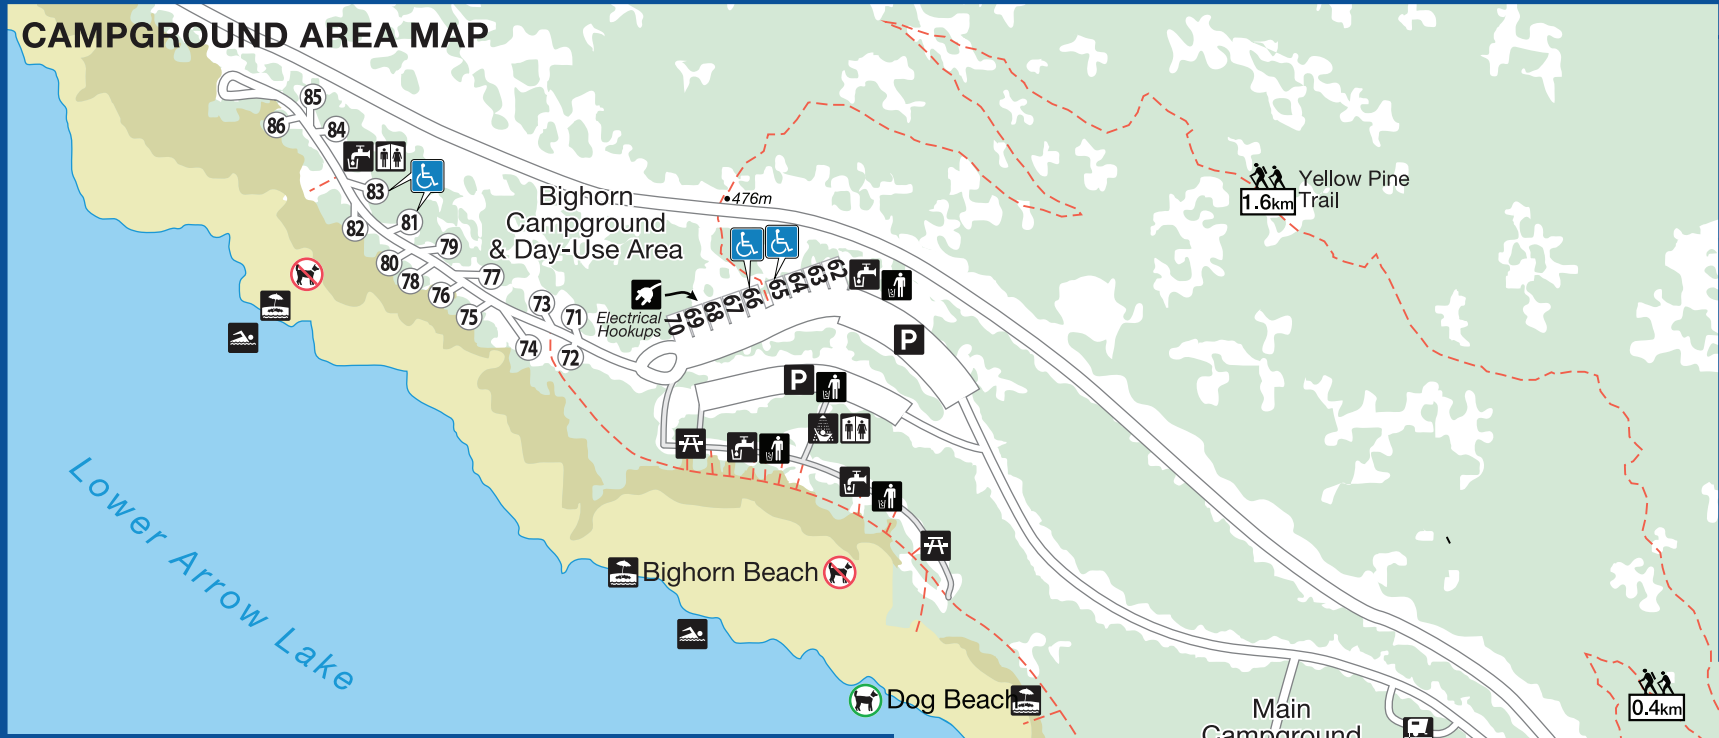 CAMPGROUND AREA MAP
85
86
84
83
81
82
79
80
77
78
76
75
73
71
74
72
Bighorn
Campground
& Day-Use Area
476m
Electrical
Hookups
70
69
68
67
66
65
64
63
62
P
P
Yellow Pine
Trail
1.6km
Lower Arrow Lake
Bighorn Beach
Dog Beach
Main
Campground
0.4km